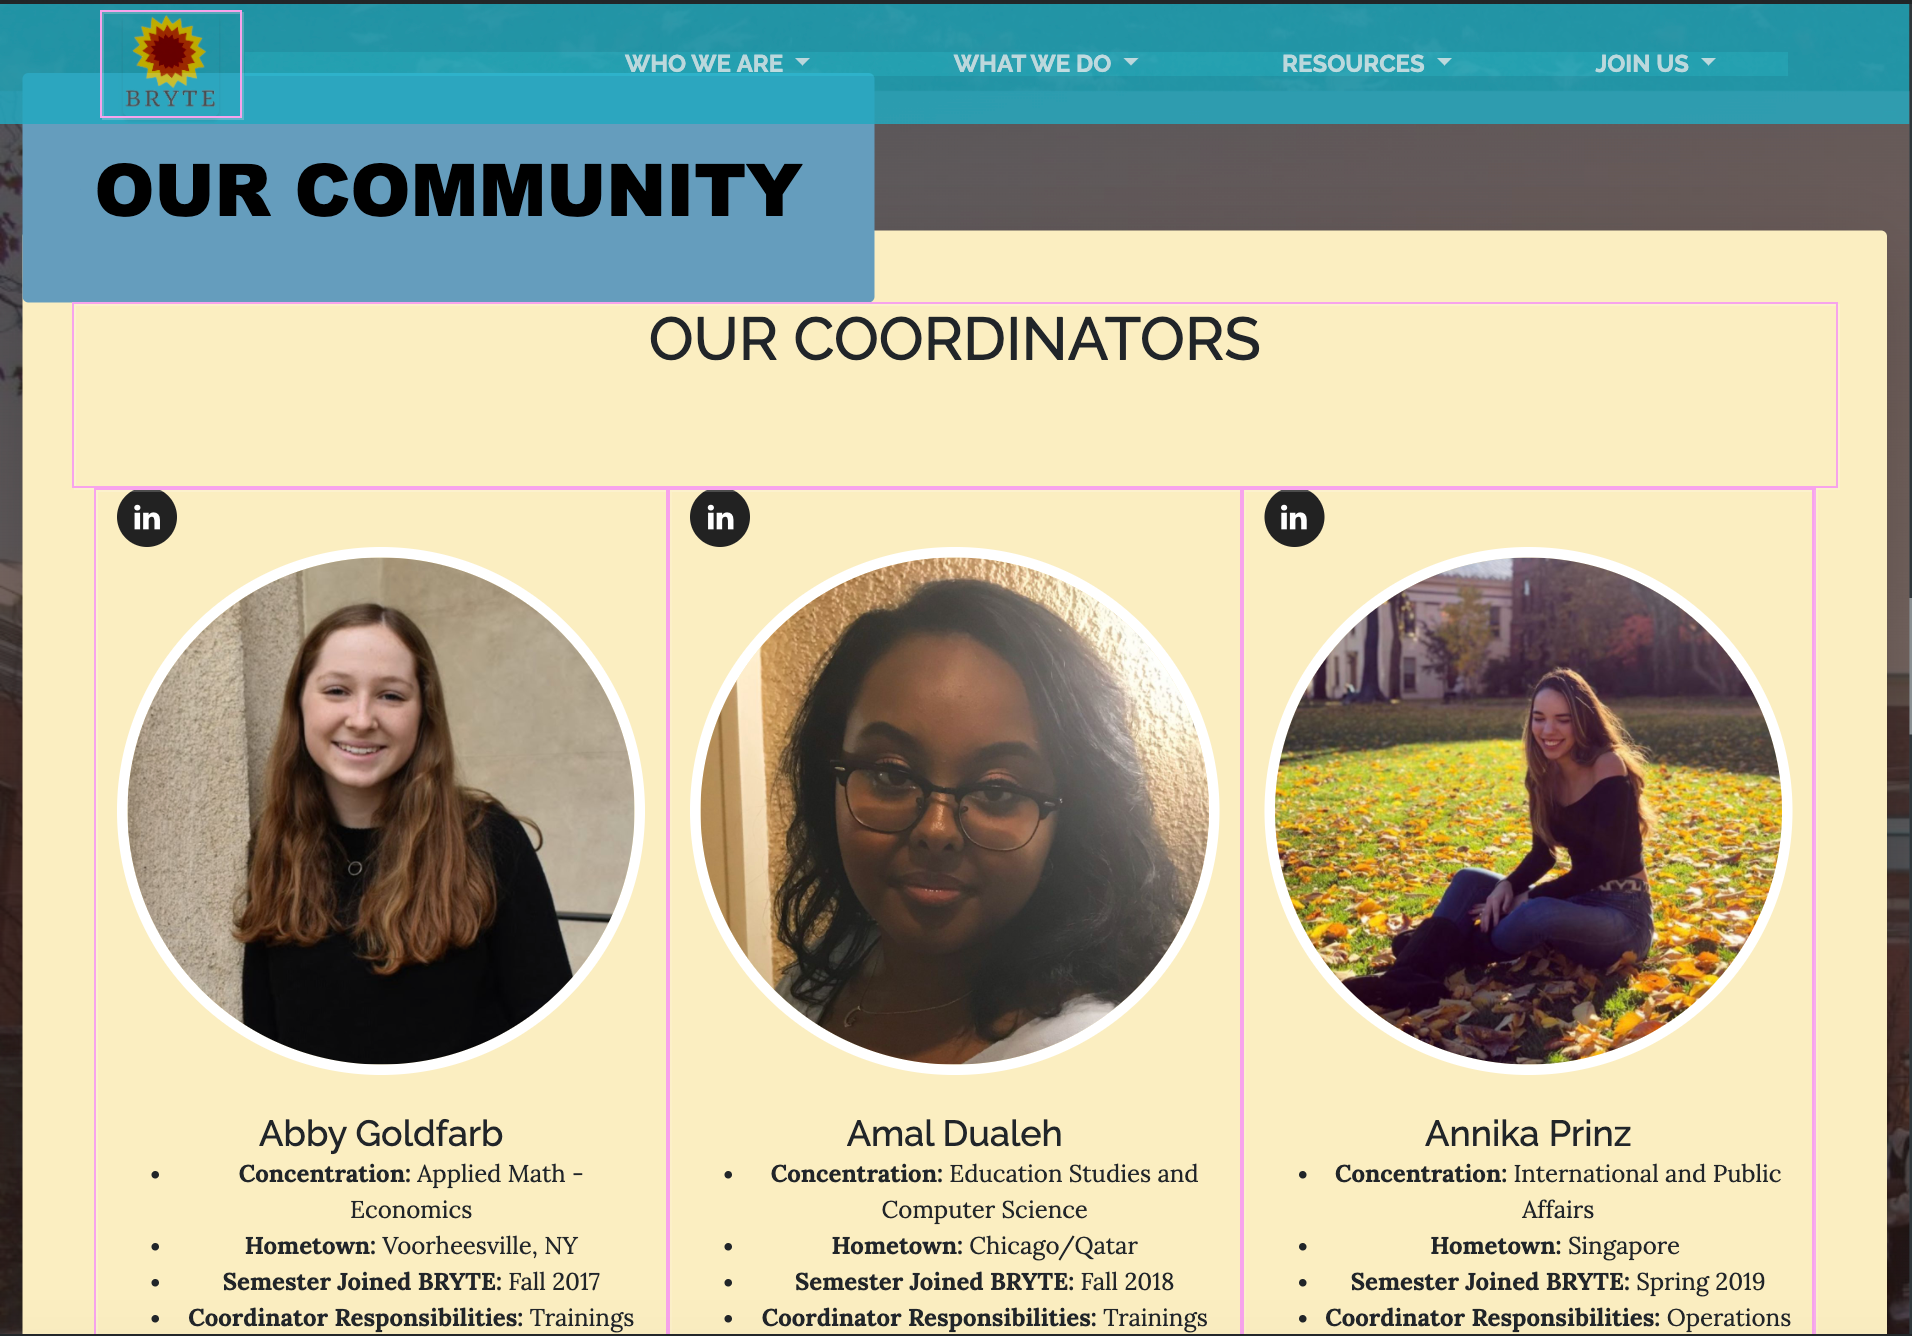 BRYTE
WHO WE ARE
WHAT WE DO
RESOURCES
JOIN US
OUR COMMUNITY
OUR COORDINATORS
in
in
in
Abby Goldfarb
• Concentration: Applied Math -
Economics
• Hometown: Voorheesville, NY
• Semester Joined BRYTE: Fall 2017
• Coordinator Responsibilities: Trainings
Amal Dualeh
• Concentration: Education Studies and
Computer Science
• Hometown: Chicago/Qatar
• Semester Joined BRYTE: Fall 2018
• Coordinator Responsibilities: Trainings
Annika Prinz
• Concentration: International and Public
Affairs
• Hometown: Singapore
• Semester Joined BRYTE: Spring 2019
• Coordinator Responsibilities: Operations